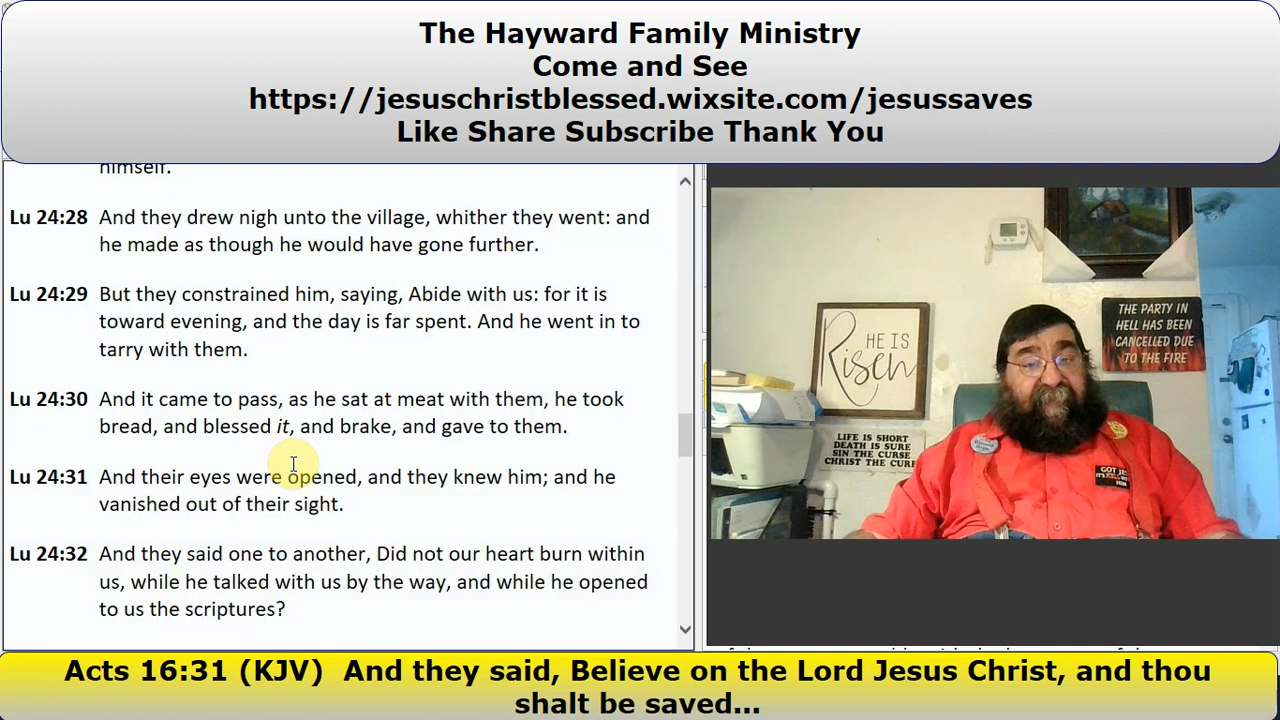 The Hayward Family Ministry
Come and See
https://jesuschristblessed.wixsite.com/jesussaves
Like Share Subscribe Thank You
himself.
Lu 24:28 And they drew nigh unto the village, whither they went: and
he made as though he would have gone further.
Lu 24:29 But they constrained him, saying, Abide with us: for it is
toward evening, and the day is far spent. And he went in to
tarry with them.
Lu 24:30 And it came to pass, as he sat at meat with them, he took
bread, and blessed it, and brake, and gave to them.
Lu 24:31 And their eyes were opened, and they knew him; and he
vanished out of their sight.
Lu 24:32 And they said one to another, Did not our heart burn within
us, while he talked with us by the way, and while he opened
to us the scriptures?
HE IS
Risen
THE PARTY IN
HELL HAS BEEN
CANCELLED DUE
TO THE FIRE
LIFE IS SHORT
DEATH IS SURE
SIN THE CURSE
CHRIST THE CUR
GOT
HIM
Acts 16:31 (KJV) And they said, Believe on the Lord Jesus Christ, and thou
shalt be saved...